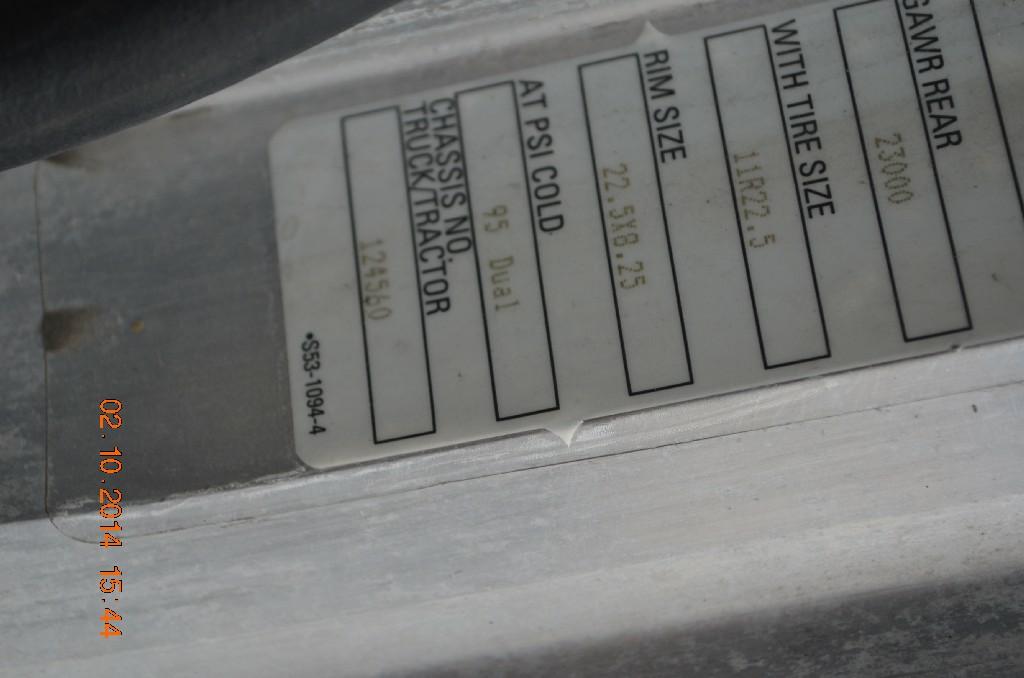 GAWR REAR
23000
WITH TIRE SIZE
11R22.5
RIM SIZE
22.5X8.25
AT PSI COLD
95 Dual
CHASSIS NO.
TRUCK/TRACTOR
124560
•S53-1094-4
02.10.2014 15:44